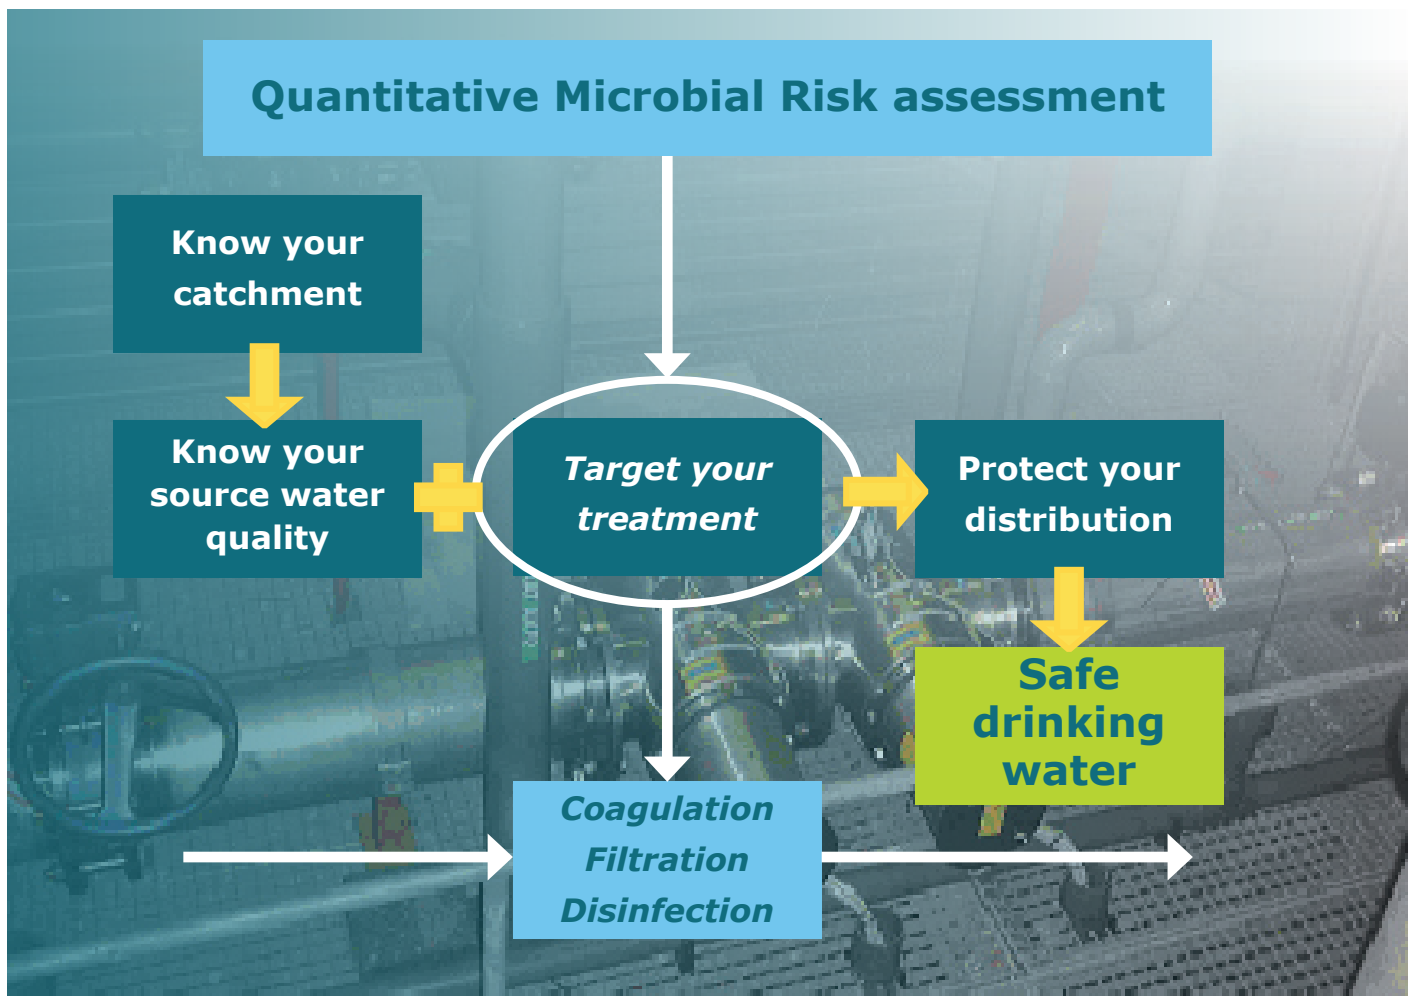 Quantitative Microbial Risk assessment
Know your
catchment
Know your
source water
quality
Target your
treatment
Protect your
distribution
Safe
drinking
water
Coagulation
Filtration
Disinfection